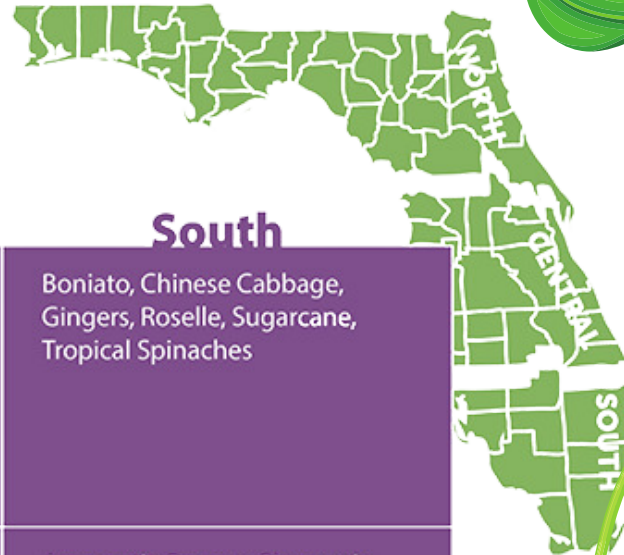 NORTH
South
CENTRAL
Boniato, Chinese Cabbage,
Gingers, Roselle, Sugarcane,
Tropical Spinaches
SOUTH